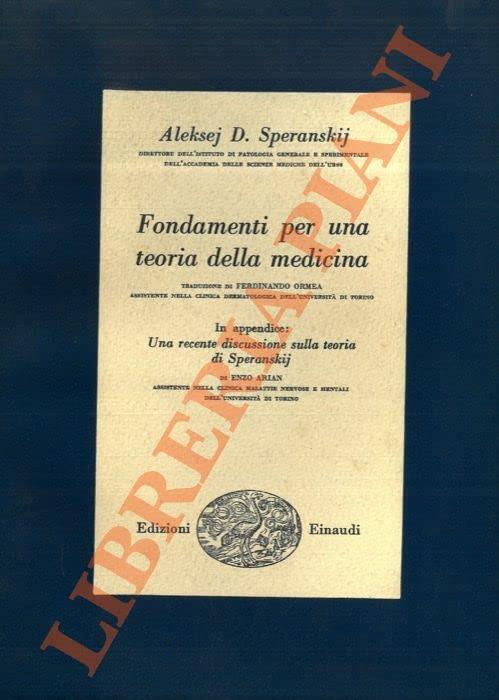 Aleksej D. Speranskij
DIRETTORE DELL'ISTITUTO DI PATOLOGIA GENERALE E SPERIMENTALE
DELL'ACCADEMIA DELLE SCIENZE MEDICHE DELL'URSS
Fondamenti per una
teoria della medicina
TRADUZIONE DI FERDINANDO ORMEA
ASSISTENTE NELLA CLINICA DERMATOLOGICA DELL'UNIVERSITÀ DI TORINO
In appendice:
Una recente discussione sulla teoria
di Speranskij
DI ENZO ARIAN
ASSISTENTE NELLA CLINICA MALATTIE NERVOSE E MENTALI
DELL'UNIVERSITÀ DI TORINO
Edizioni Einaudi
LIBRERIA PIANI